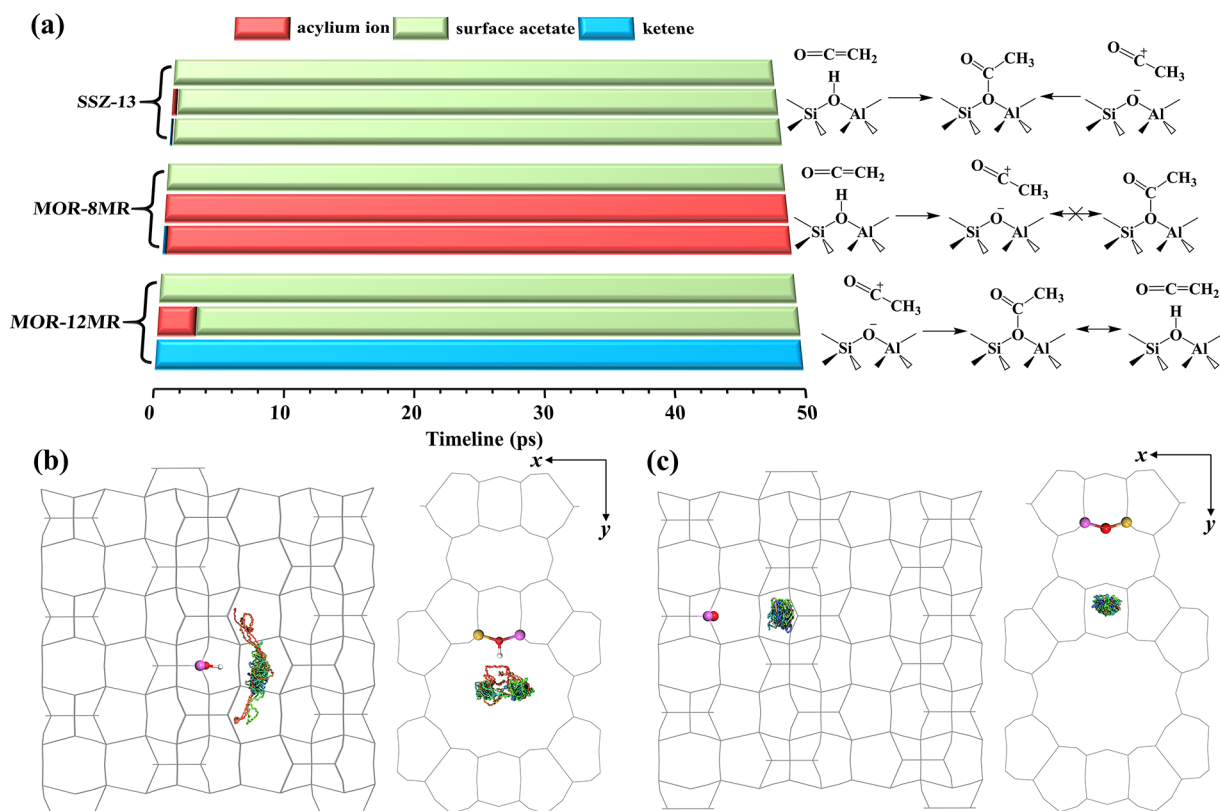 (a)
acylium ion surface acetate ketene
SSZ-13
MOR-8MR
MOR-12MR
0 10 20 30 40 50
Timeline (ps)
O=C=CH2
H
O
Si Al
O
C
CH3
O
Si Al
O
C+
CH3
O-
Si Al
O=C=CH2
H
O
Si Al
O
C+
CH3
O-
Si Al
O
C
CH3
O
Si Al
O
C+
CH3
O-
Si Al
O
C
CH3
O
Si Al
O=C=CH2
H
O
Si Al
(b)
x
y
(c)
x
y